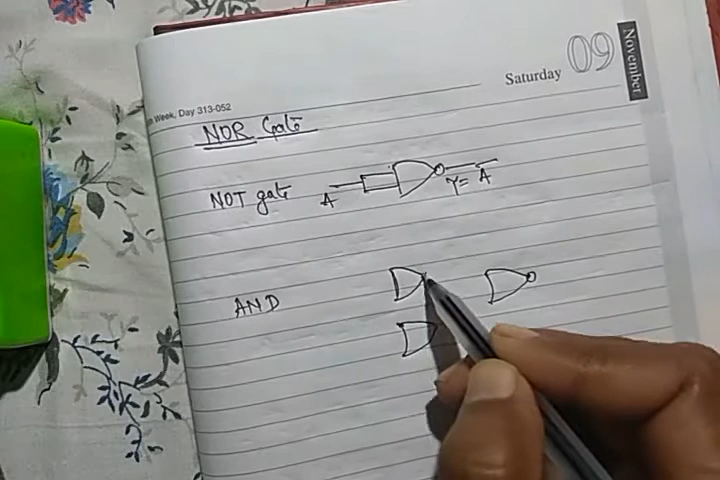 Week, Day 313-052
Saturday 09 November
NOR Gate
NOT gate A Y = A̅
AND